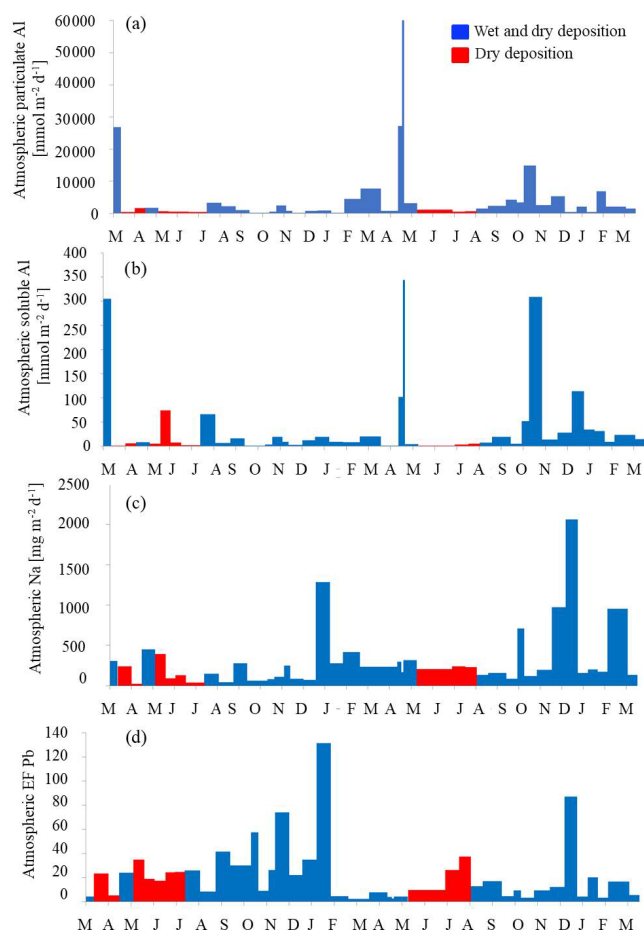 (a)
Wet and dry deposition
Dry deposition
Atmospheric particulate Al
[mmol m⁻² d⁻¹]
60000
50000
40000
30000
20000
10000
0
M A M J J A S O N D J F M A M J J A S O N D J F M
(b)
Atmospheric soluble Al
[mmol m⁻² d⁻¹]
400
350
300
250
200
150
100
50
0
M A M J J A S O N D J F M A M J J A S O N D J F M
(c)
Atmospheric Na [mg m⁻² d⁻¹]
2500
2000
1500
1000
500
0
M A M J J A S O N D J F M A M J J A S O N D J F M
(d)
Atmospheric EF Pb
140
120
100
80
60
40
20
0
M A M J J A S O N D J F M A M J J A S O N D J F M